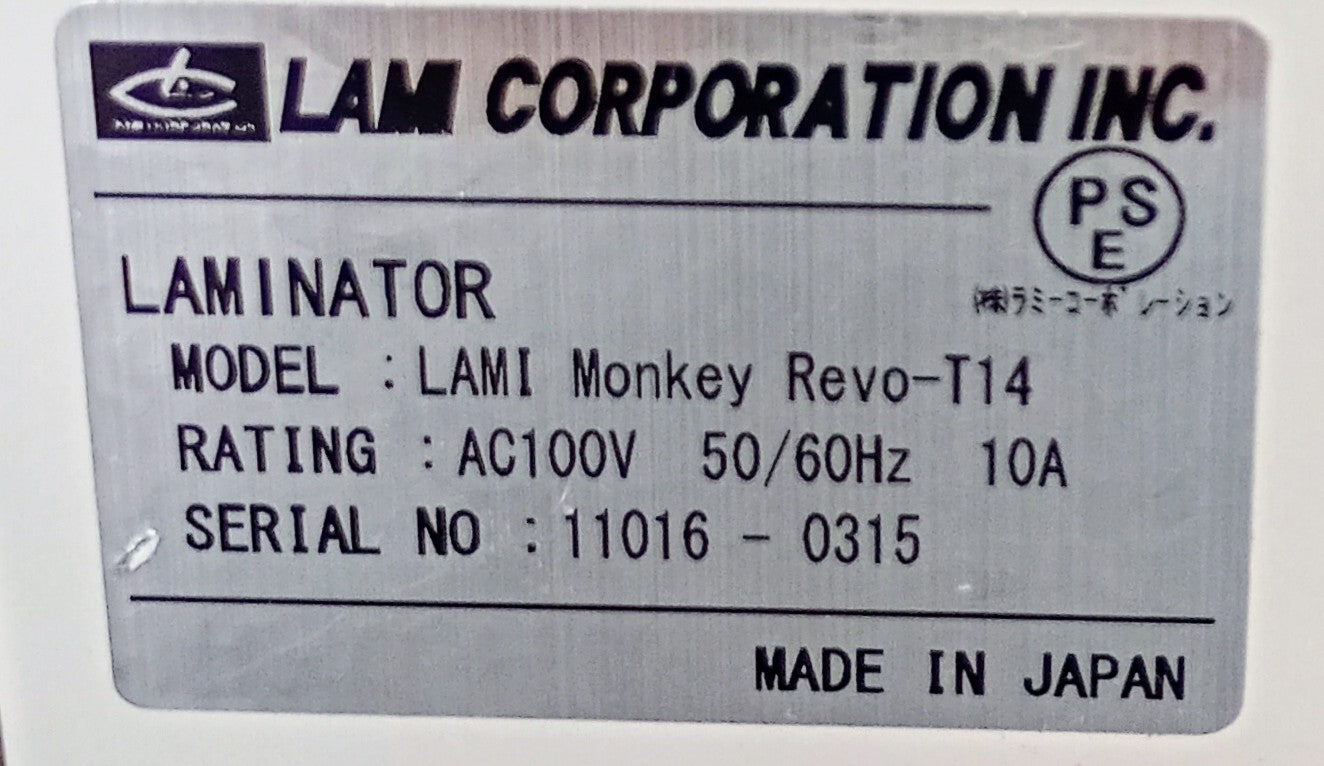 LAMI CORPORATION INC.
PSE
㈱ラミーコーポレーション
LAMINATOR
MODEL : LAMI Monkey Revo-T14
RATING : AC100V 50/60Hz 10A
SERIAL NO : 11016 - 0315
MADE IN JAPAN